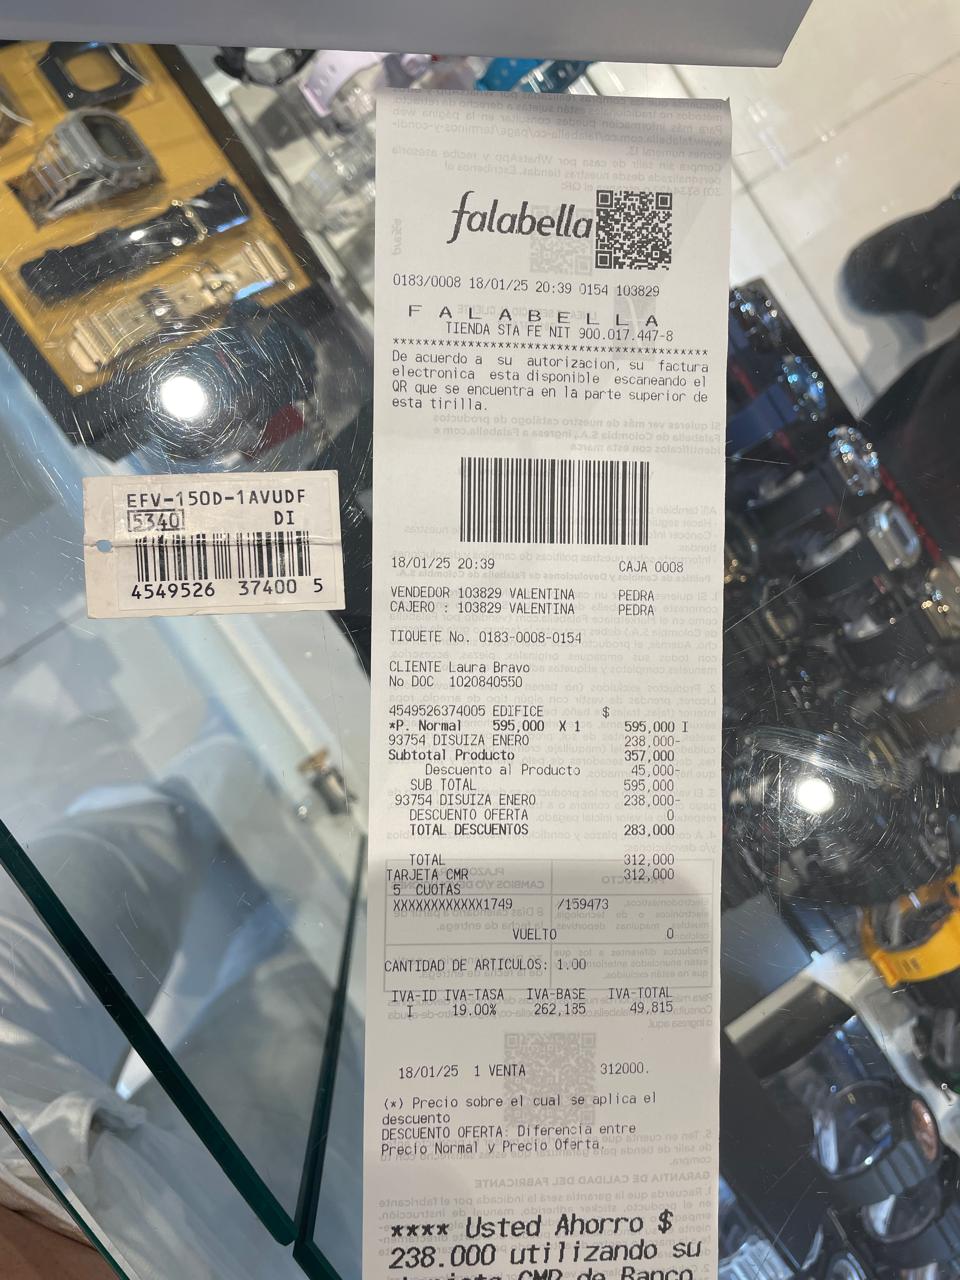 falabella
0183/0008 18/01/25 20:39 0154 103829
F A L A B E L L A
TIENDA STA FE NIT 900.017.447-8
******************************************
De acuerdo a su autorizacion, su factura
electronica esta disponible escaneando el
QR que se encuentra en la parte superior de
esta tirilla.
EFV-150D-1AVUDF
5340 DI
4549526 37400 5
18/01/25 20:39 CAJA 0008
VENDEDOR 103829 VALENTINA PEDRA
CAJERO : 103829 VALENTINA PEDRA
TIQUETE No. 0183-0008-0154
CLIENTE Laura Bravo
No DOC 1020840550
4549526374005 EDIFICE $
*P. Normal 595,000 X 1 595,000 I
93754 DISUIZA ENERO 238,000-
Subtotal Producto 357,000
Descuento al Producto 45,000-
SUB TOTAL 595,000
93754 DISUIZA ENERO 238,000-
DESCUENTO OFERTA 0
TOTAL DESCUENTOS 283,000
TOTAL 312,000
TARJETA CMR 312,000
5 CUOTAS
XXXXXXXXXXXX1749 /159473
VUELTO 0
CANTIDAD DE ARTICULOS: 1.00
IVA-ID IVA-TASA IVA-BASE IVA-TOTAL
I 19.00% 262,185 49,815
18/01/25 1 VENTA 312000.
(*) Precio sobre el cual se aplica el
descuento
DESCUENTO OFERTA: Diferencia entre
Precio Normal y Precio Oferta.
**** Usted Ahorro $
238.000 utilizando su
tarjeta CMR de Banco